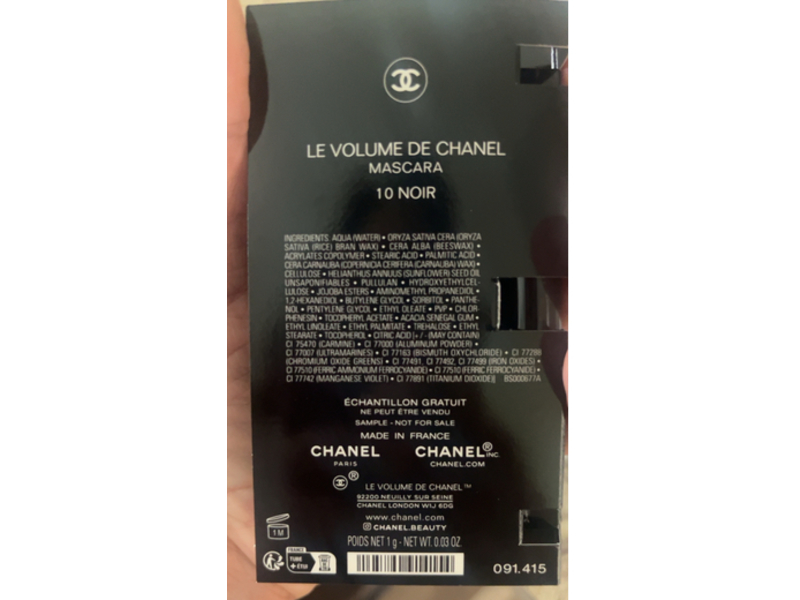 LE VOLUME DE CHANEL
MASCARA
10 NOIR
INGREDIENTS: AQUA (WATER) • ORYZA SATIVA CERA (ORYZA
SATIVA (RICE) BRAN WAX) • CERA ALBA (BEESWAX) •
ACRYLATES COPOLYMER • STEARIC ACID • PALMITIC ACID •
CERA CARNAUBA (COPERNICIA CERIFERA (CARNAUBA) WAX) •
CELLULOSE • HELIANTHUS ANNUUS (SUNFLOWER) SEED OIL
UNSAPONIFIABLES • PULLULAN • HYDROXYETHYLCEL-
LULOSE • JOJOBA ESTERS • AMINOMETHYL PROPANEDIOL •
1,2-HEXANEDIOL • BUTYLENE GLYCOL • SORBITOL • PANTHE-
NOL • PENTYLENE GLYCOL • ETHYL OLEATE • PVP • CHLOR-
PHENESIN • TOCOPHERYL ACETATE • ACACIA SENEGAL GUM •
ETHYL LINOLEATE • ETHYL PALMITATE • TREHALOSE • ETHYL
STEARATE • TOCOPHEROL • CITRIC ACID [+/- (MAY CONTAIN)
CI 75470 (CARMINE) • CI 77000 (ALUMINUM POWDER) •
CI 77007 (ULTRAMARINES) • CI 77163 (BISMUTH OXYCHLORIDE) • CI 77288
(CHROMIUM OXIDE GREENS) • CI 77491, CI 77492, CI 77499 (IRON OXIDES) •
CI 77510 (FERRIC AMMONIUM FERROCYANIDE) • CI 77510 (FERRIC FERROCYANIDE) •
CI 77742 (MANGANESE VIOLET) • CI 77891 (TITANIUM DIOXIDE)] BS000677A
ÉCHANTILLON GRATUIT
NE PEUT ÊTRE VENDU
SAMPLE - NOT FOR SALE
MADE IN FRANCE
CHANEL CHANEL® INC.
PARIS CHANEL.COM
® LE VOLUME DE CHANEL™
92200 NEUILLY SUR SEINE
CHANEL LONDON W1J 6DG
www.chanel.com
CHANEL.BEAUTY
1M
POIDS NET 1 g - NET WT. 0.03 OZ.
FRANCE
TUBE
+ ÉTUI
091.415